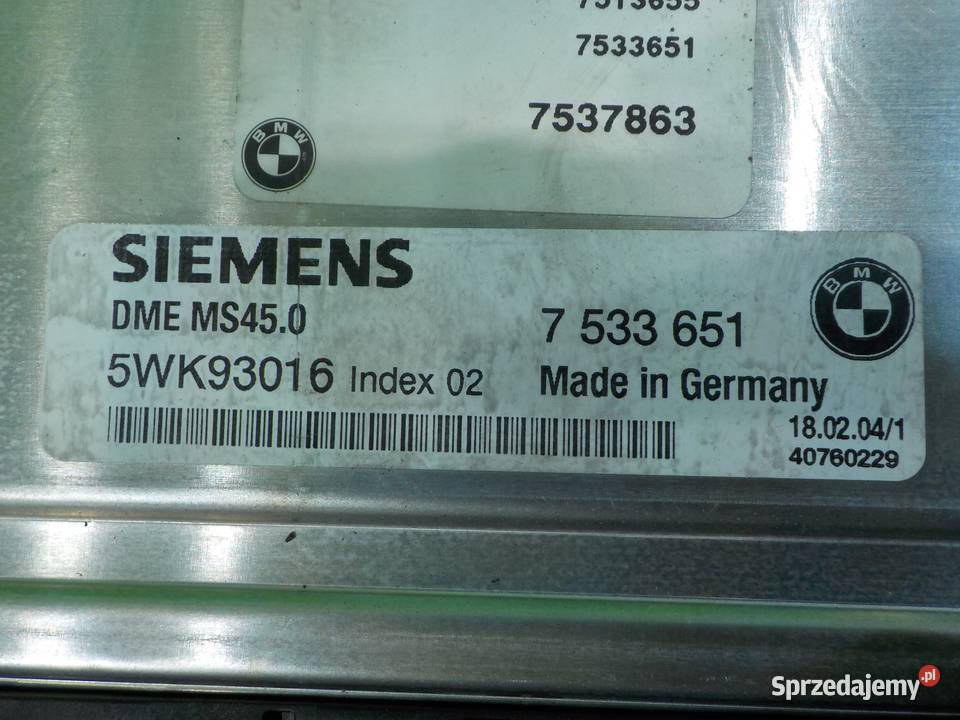 7513655
7533651
7537863
BMW
SIEMENS
DME MS45.0
7 533 651
BMW
5WK93016 Index 02
Made in Germany
18.02.04/1
40760229
Sprzedajemy.pl